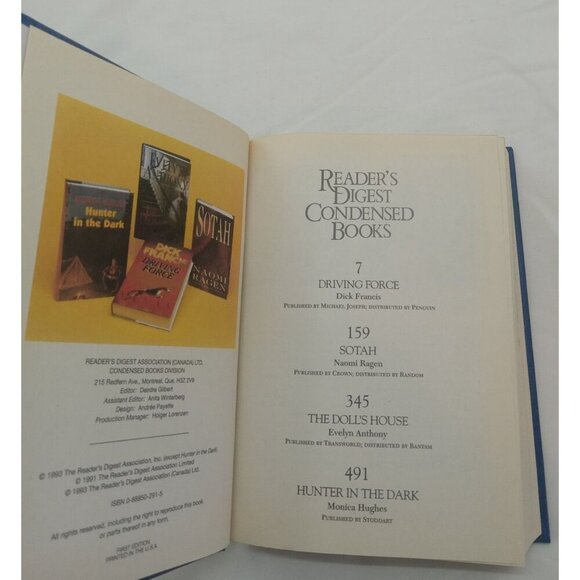 Hunter
in the Dark
SOTAH
NAOMI
RAGEN
DICK
FRANCIS
DRIVING
FORCE
READER'S DIGEST ASSOCIATION (CANADA) LTD.
CONDENSED BOOKS DIVISION
215 Redfern Ave., Montreal, Que. H3Z 2V9
Editor: Deirdre Gilbert
Assistant Editor: Anita Winterberg
Design: Andrée Payette
Production Manager: Holger Lorenzen
© 1993 The Reader's Digest Association, Inc. (except Hunter in the Dark)
© 1991 The Reader's Digest Association Limited
© 1993 The Reader's Digest Association (Canada) Ltd.
ISBN 0-88850-291-5
All rights reserved, including the right to reproduce this book,
or parts thereof in any form.
FIRST EDITION
PRINTED IN THE U.S.A.
READER'S
DIGEST
CONDENSED
BOOKS
7
DRIVING FORCE
Dick Francis
PUBLISHED BY MICHAEL JOSEPH; DISTRIBUTED BY PENGUIN
159
SOTAH
Naomi Ragen
PUBLISHED BY CROWN; DISTRIBUTED BY RANDOM
345
THE DOLL'S HOUSE
Evelyn Anthony
PUBLISHED BY TRANSWORLD; DISTRIBUTED BY BANTAM
491
HUNTER IN THE DARK
Monica Hughes
PUBLISHED BY STODDART